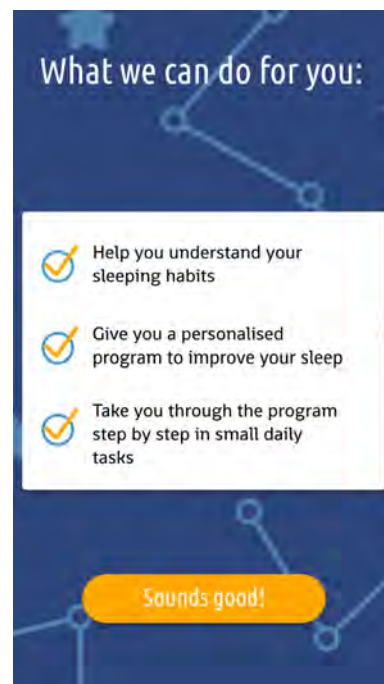 What we can do for you:
Help you understand your
sleeping habits
Give you a personalised
program to improve your sleep
Take you through the program
step by step in small daily
tasks
Sounds good!